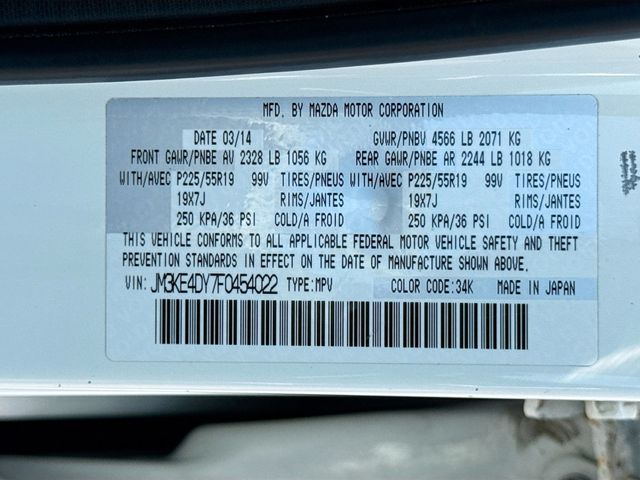 MFD. BY MAZDA MOTOR CORPORATION
DATE 03/14 GVWR/PNBV 4566 LB 2071 KG
FRONT GAWR/PNBE AV 2328 LB 1056 KG REAR GAWR/PNBE AR 2244 LB 1018 KG
WITH/AVEC P225/55R19 99V TIRES/PNEUS WITH/AVEC P225/55R19 99V TIRES/PNEUS
19X7J RIMS/JANTES 19X7J RIMS/JANTES
250 KPA/36 PSI COLD/A FROID 250 KPA/36 PSI COLD/A FROID
THIS VEHICLE CONFORMS TO ALL APPLICABLE FEDERAL MOTOR VEHICLE SAFETY AND THEFT
PREVENTION STANDARDS IN EFFECT ON THE DATE OF MANUFACTURE SHOWN ABOVE.
VIN: JM3KE4DY7F0454022 TYPE:MPV COLOR CODE:34K MADE IN JAPAN